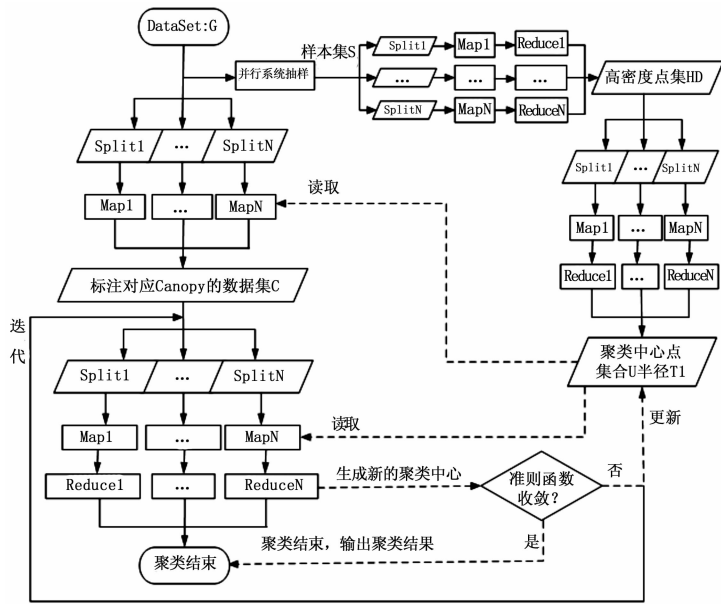 DataSet:G
并行系统抽样
样本集S
Split1
Map1
Reduce1
...
...
...
SplitN
MapN
ReduceN
高密度点集HD
Split1
...
SplitN
Map1
...
MapN
读取
Split1
...
SplitN
Map1
...
MapN
Reduce1
...
ReduceN
标注对应Canopy的数据集C
迭
代
Split1
...
SplitN
聚类中心点
集合U半径T1
Map1
...
MapN
读取
更新
Reduce1
...
ReduceN
生成新的聚类中心
准则函数
收敛？
否
是
聚类结束
聚类结束，输出聚类结果